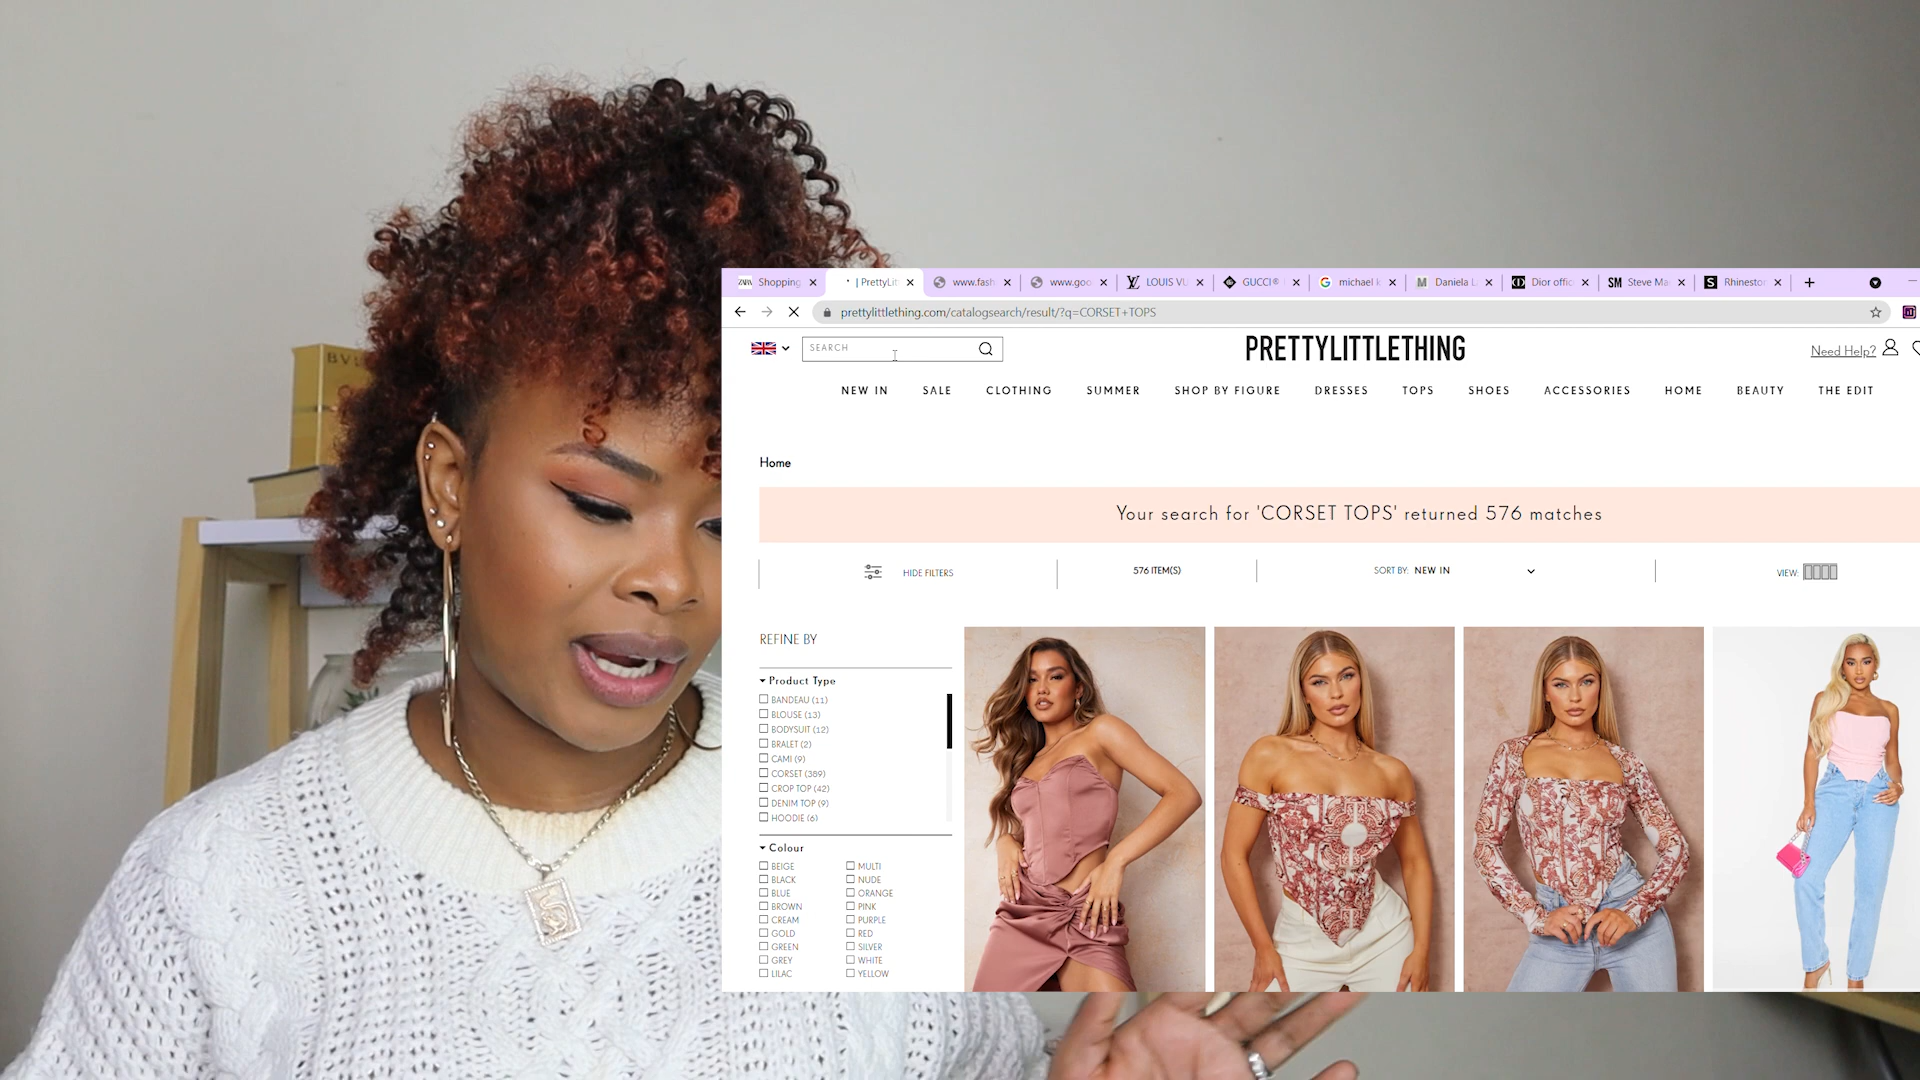 BV
ZARA Shopping
| PrettyLit
www.fash
www.goo
LOUIS VU
GUCCI®
michael k
Daniela L
Dior offic
SM Steve Ma
S Rhinestor
prettylittlething.com/catalogsearch/result/?q=CORSET+TOPS
SEARCH
PRETTYLITTLETHING
Need Help?
NEW IN SALE CLOTHING SUMMER SHOP BY FIGURE DRESSES TOPS SHOES ACCESSORIES HOME BEAUTY THE EDIT
Home
Your search for 'CORSET TOPS' returned 576 matches
HIDE FILTERS
576 ITEM(S)
SORT BY: NEW IN
VIEW:
REFINE BY
Product Type
BANDEAU (11)
BLOUSE (13)
BODYSUIT (12)
BRALET (2)
CAMI (9)
CORSET (389)
CROP TOP (42)
DENIM TOP (9)
HOODIE (6)
Colour
BEIGE MULTI
BLACK NUDE
BLUE ORANGE
BROWN PINK
CREAM PURPLE
GOLD RED
GREEN SILVER
GREY WHITE
LILAC YELLOW